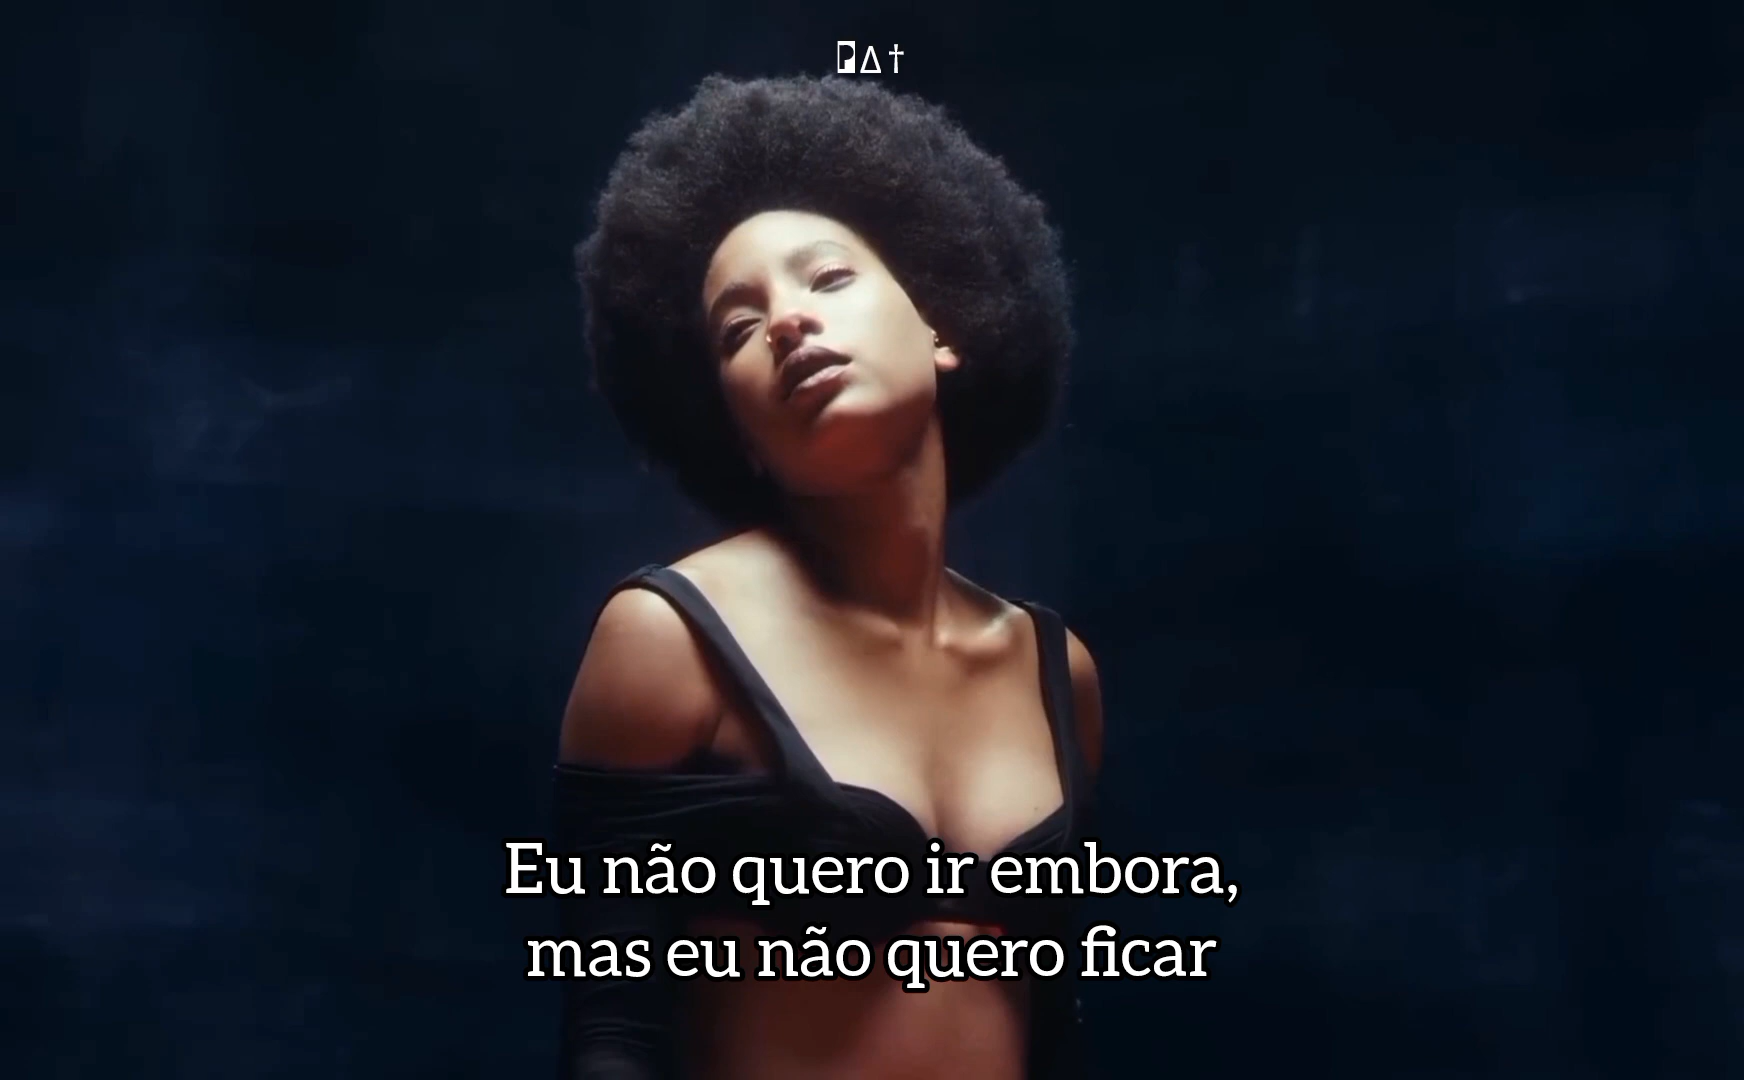 P∆†
Eu não quero ir embora,
mas eu não quero ficar